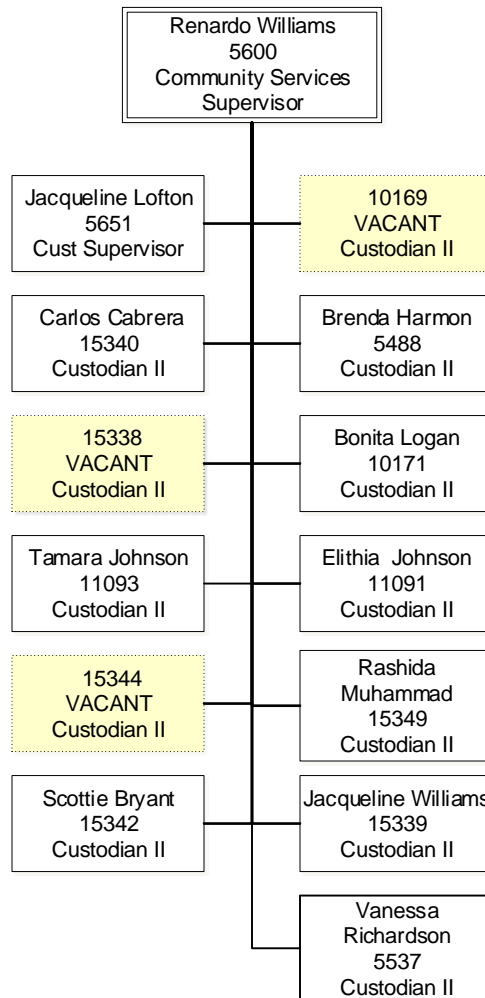 Renardo Williams
5600
Community Services
Supervisor
Jacqueline Lofton
5651
Cust Supervisor
10169
VACANT
Custodian II
Carlos Cabrera
15340
Custodian II
Brenda Harmon
5488
Custodian II
15338
VACANT
Custodian II
Bonita Logan
10171
Custodian II
Tamara Johnson
11093
Custodian II
Elithia Johnson
11091
Custodian II
15344
VACANT
Custodian II
Rashida
Muhammad
15349
Custodian II
Scottie Bryant
15342
Custodian II
Jacqueline Williams
15339
Custodian II
Vanessa
Richardson
5537
Custodian II